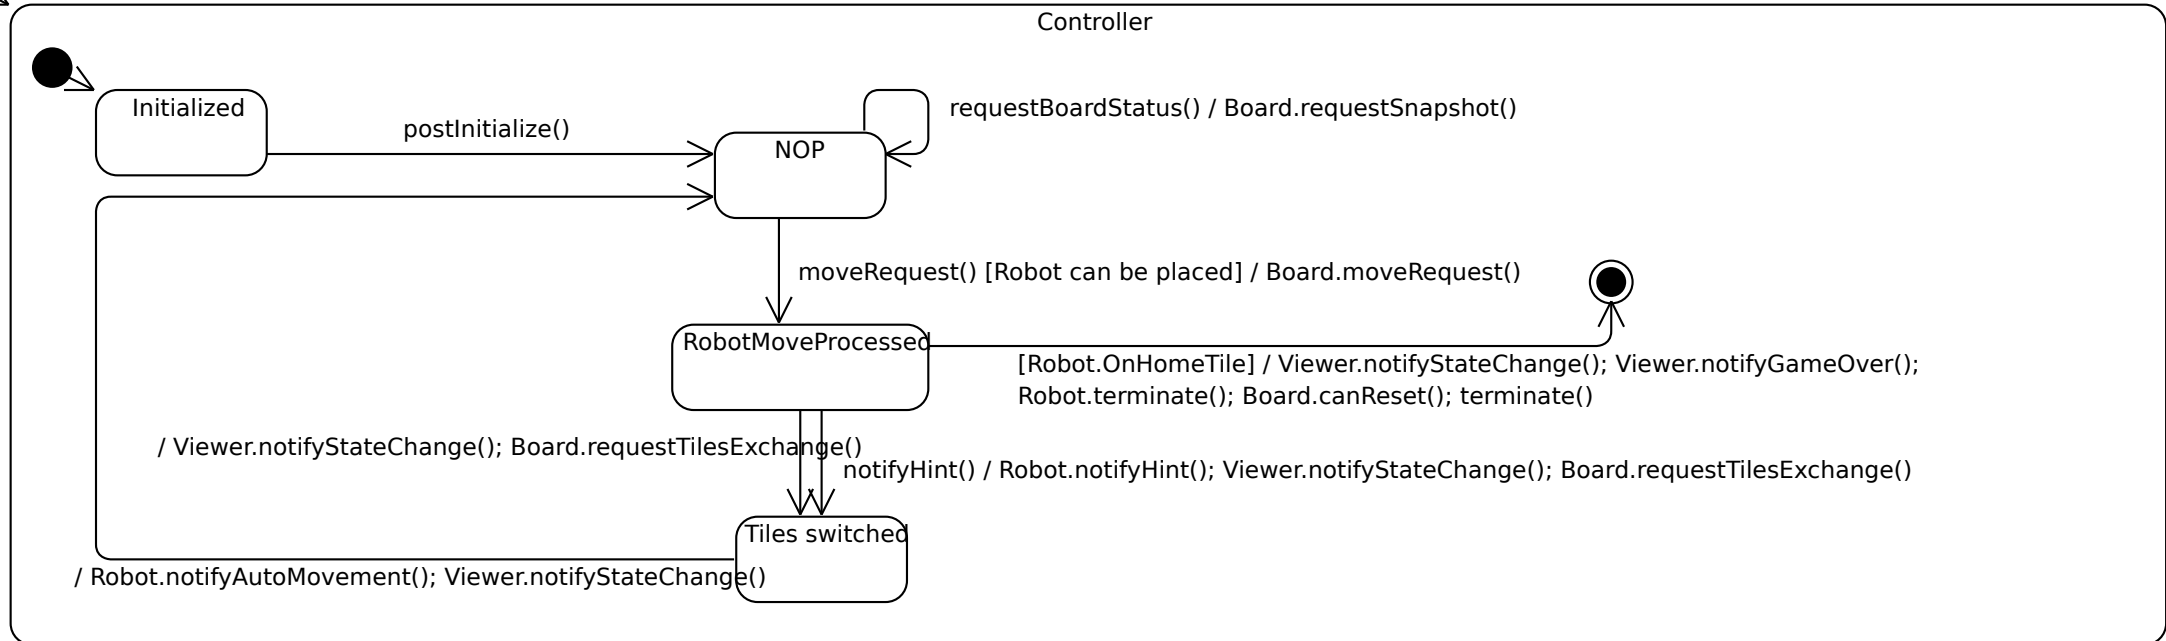 Controller
Initialized
postInitialize()
NOP
requestBoardStatus() / Board.requestSnapshot()
moveRequest() [Robot can be placed] / Board.moveRequest()
RobotMoveProcessed
[Robot.OnHomeTile] / Viewer.notifyStateChange(); Viewer.notifyGameOver();
Robot.terminate(); Board.canReset(); terminate()
/ Viewer.notifyStateChange(); Board.requestTilesExchange()
notifyHint() / Robot.notifyHint(); Viewer.notifyStateChange(); Board.requestTilesExchange()
Tiles switched
/ Robot.notifyAutoMovement(); Viewer.notifyStateChange()